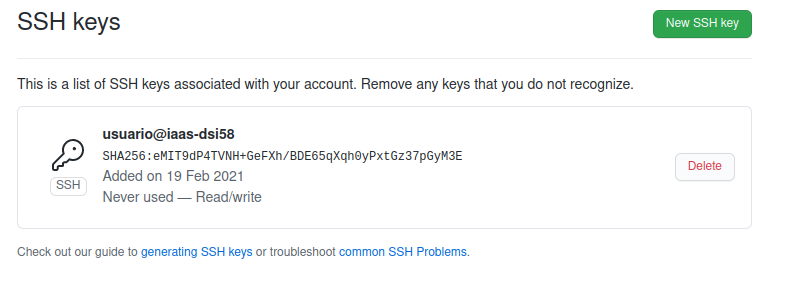 SSH keys
New SSH key
This is a list of SSH keys associated with your account. Remove any keys that you do not recognize.
usuario@iaas-dsi58
SHA256:eMIT9dP4TVNH+GeFXh/BDE65qXqh0yPxtGz37pGyM3E
Added on 19 Feb 2021
Never used — Read/write
SSH
Delete
Check out our guide to generating SSH keys or troubleshoot common SSH Problems.